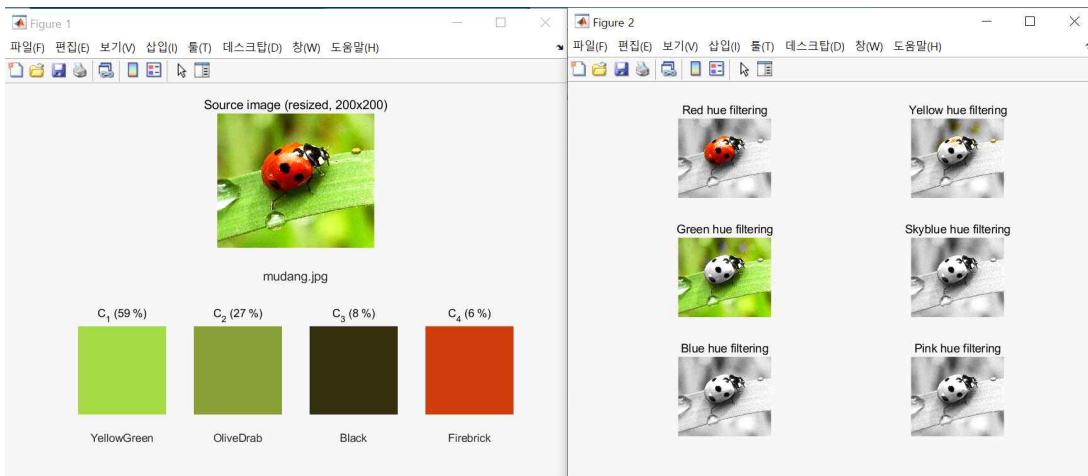 Figure 1
파일(F) 편집(E) 보기(V) 삽입(I) 툴(T) 데스크탑(D) 창(W) 도움말(H)
Source image (resized, 200x200)
mudang.jpg
C1 (59 %) C2 (27 %) C3 (8 %) C4 (6 %)
YellowGreen OliveDrab Black Firebrick
Figure 2
파일(F) 편집(E) 보기(V) 삽입(I) 툴(T) 데스크탑(D) 창(W) 도움말(H)
Red hue filtering Yellow hue filtering
Green hue filtering Skyblue hue filtering
Blue hue filtering Pink hue filtering